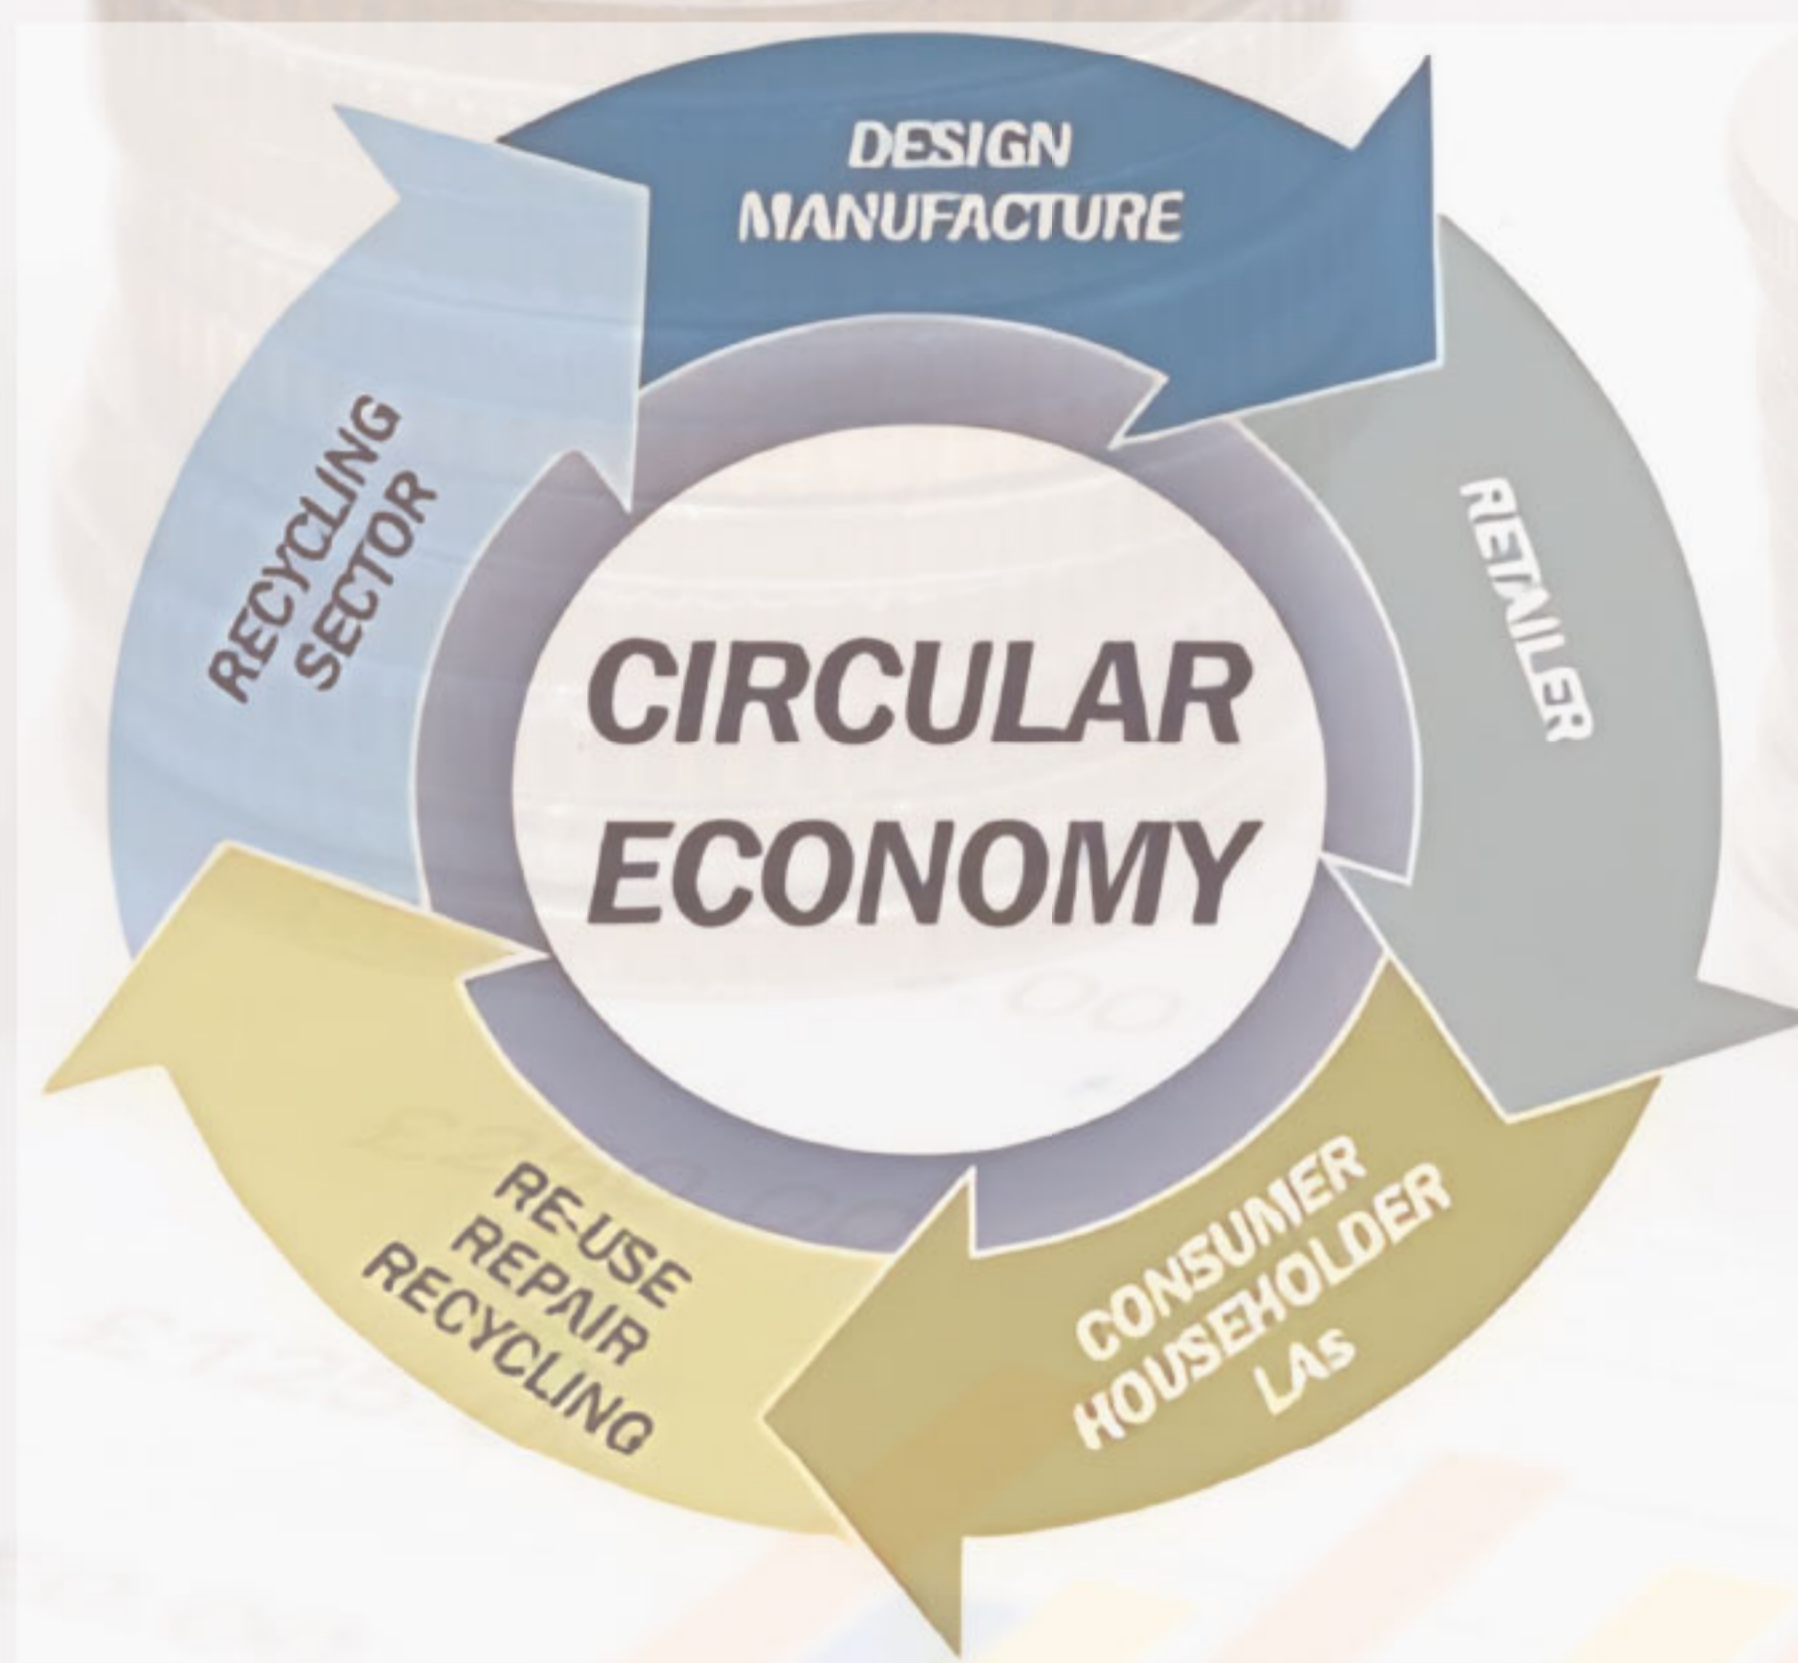 DESIGN
MANUFACTURE
RETAILER
CONSUMER
HOUSEHOLDER
LAs
RE-USE
REPAIR
RECYCLING
RECYCLING
SECTOR
CIRCULAR
ECONOMY